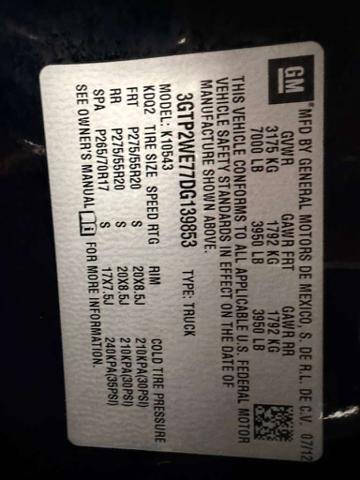 GM
MFD BY GENERAL MOTORS DE MEXICO, S. DE R.L. DE C.V. 07/12
GVWR GAWR FRT GAWR RR
3175 KG 1792 KG 1792 KG
7000 LB 3950 LB 3950 LB
THIS VEHICLE CONFORMS TO ALL APPLICABLE U.S. FEDERAL MOTOR
VEHICLE SAFETY STANDARDS IN EFFECT ON THE DATE OF
MANUFACTURE SHOWN ABOVE.
3GTP2WE77DG139853 TYPE: TRUCK
MODEL: K10543
KDQ2 TIRE SIZE SPEED RTG RIM COLD TIRE PRESSURE
FRT P275/55R20 S 20X8.5J 210KPA(30PSI)
RR P275/55R20 S 20X8.5J 210KPA(30PSI)
SPA P265/70R17 S 17X7.5J 240KPA(35PSI)
SEE OWNER'S MANUAL FOR MORE INFORMATION